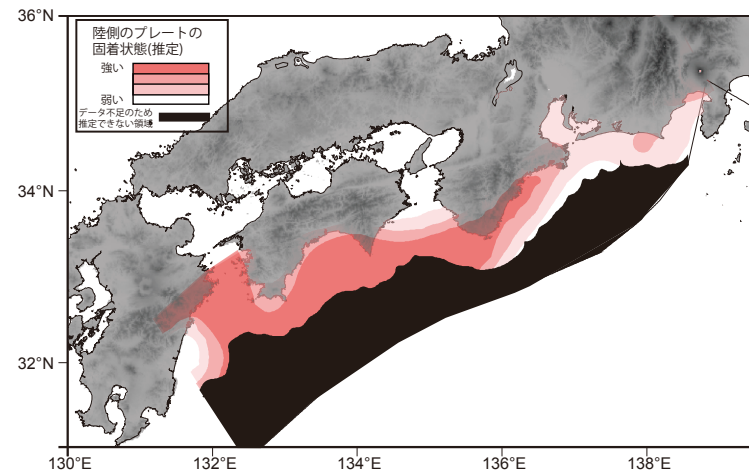 36°N
陸側のプレートの
固着状態(推定)
強い
弱い
データ不足のため
推定できない領域
34°N
32°N
130°E
132°E
134°E
136°E
138°E